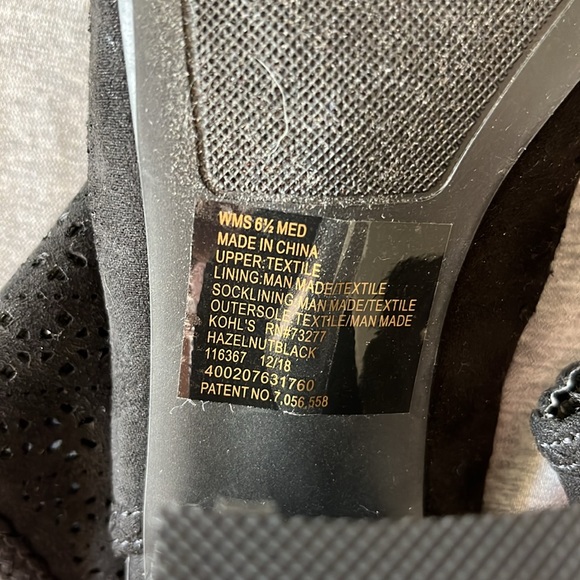 WMS 6½ MED
MADE IN CHINA
UPPER:TEXTILE
LINING:MAN MADE/TEXTILE
SOCKLINING:MAN MADE/TEXTILE
OUTERSOLE:TEXTILE/MAN MADE
KOHL'S RN#73277
HAZELNUTBLACK
116367 12/18
400207631760
PATENT NO.7,056,558